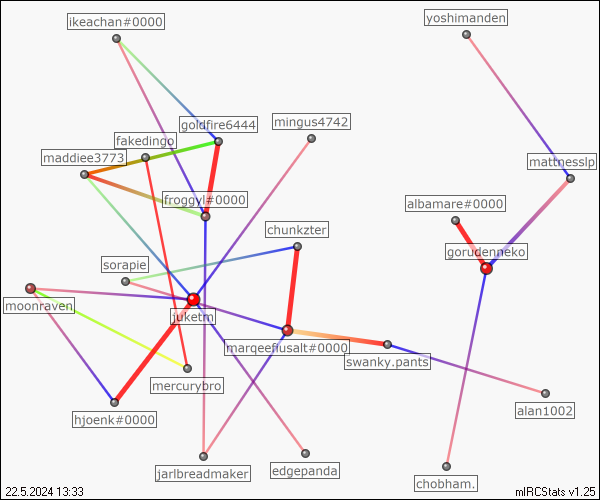 ikeachan#0000
yoshimanden
goldfire6444
mingus4742
fakedingo
maddiee3773
mattnesslp
froggyl#0000
albamare#0000
chunkzter
gorudenneko
sorapie
moonraven
juketm
marqeefiusalt#0000
swanky.pants
mercurybro
alan1002
hjoenk#0000
jarlbreadmaker
edgepanda
chobham.
22.5.2024 13:33
mIRCStats v1.25